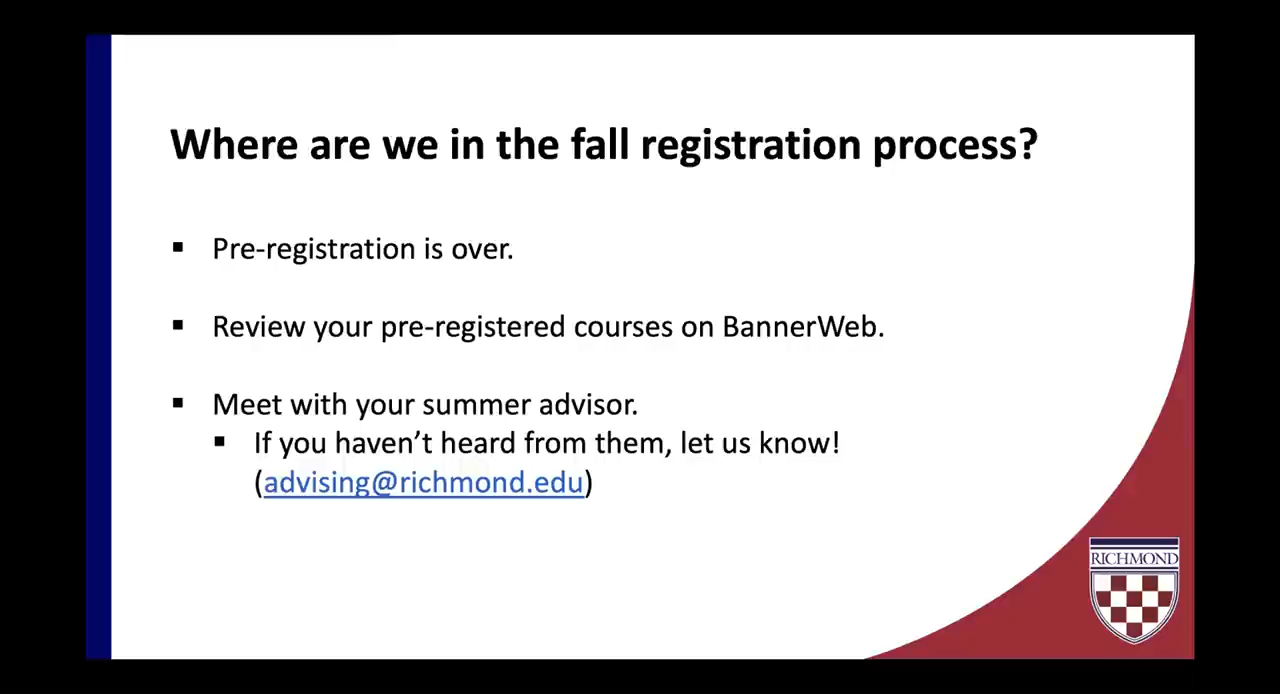 Where are we in the fall registration process?
▪ Pre-registration is over.
▪ Review your pre-registered courses on BannerWeb.
▪ Meet with your summer advisor.
▪ If you haven’t heard from them, let us know!
(advising@richmond.edu)
RICHMOND